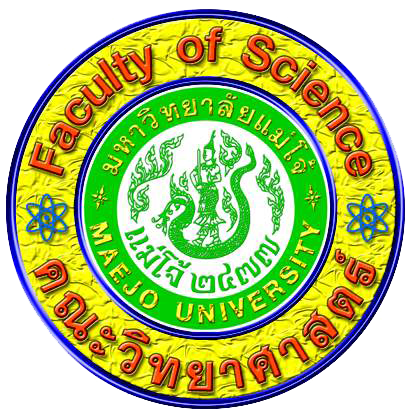 Faculty of Science
มหาวิทยาลัยแม่โจ้
แม่โจ้ ๒๔๗๗
MAEJO UNIVERSITY
คณะวิทยาศาสตร์